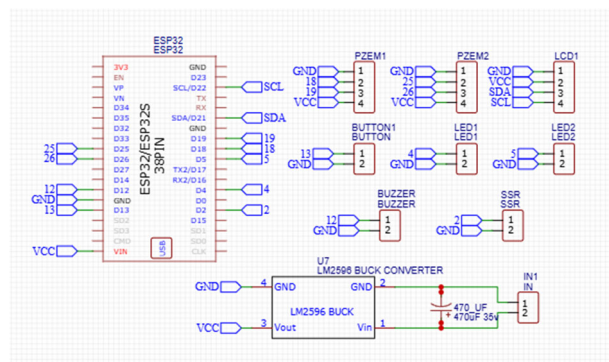 ESP32
ESP32
3V3
EN
VP
VN
D34
D35
D32
D33
D25
D26
D27
D14
D12
GND
D13
SD2
SD3
CMD
VIN
25
26
12
GND
13
VCC
ESP32/ESP32S
38PIN
USB
GND
D23
SCL/D22
TX
RX
SDA/D21
GND
D19
D18
D5
TX2/D17
RX2/D16
D4
D0
D2
D15
SD1
SD0
CLK
SCL
SDA
19
18
5
4
2
PZEM1
GND 1
18 2
19 3
VCC 4
PZEM2
GND 1
25 2
26 3
VCC 4
LCD1
GND 1
VCC 2
SDA 3
SCL 4
BUTTON1
BUTTON
13 1
GND 2
LED1
LED1
4 1
GND 2
LED2
LED2
5 1
GND 2
BUZZER
BUZZER
12 1
GND 2
SSR
SSR
2 1
GND 2
U7
LM2596 BUCK CONVERTER
GND 4 GND GND 2
LM2596 BUCK
VCC 3 Vout Vin 1
470_UF
470uF 35v
IN1
IN
1
2